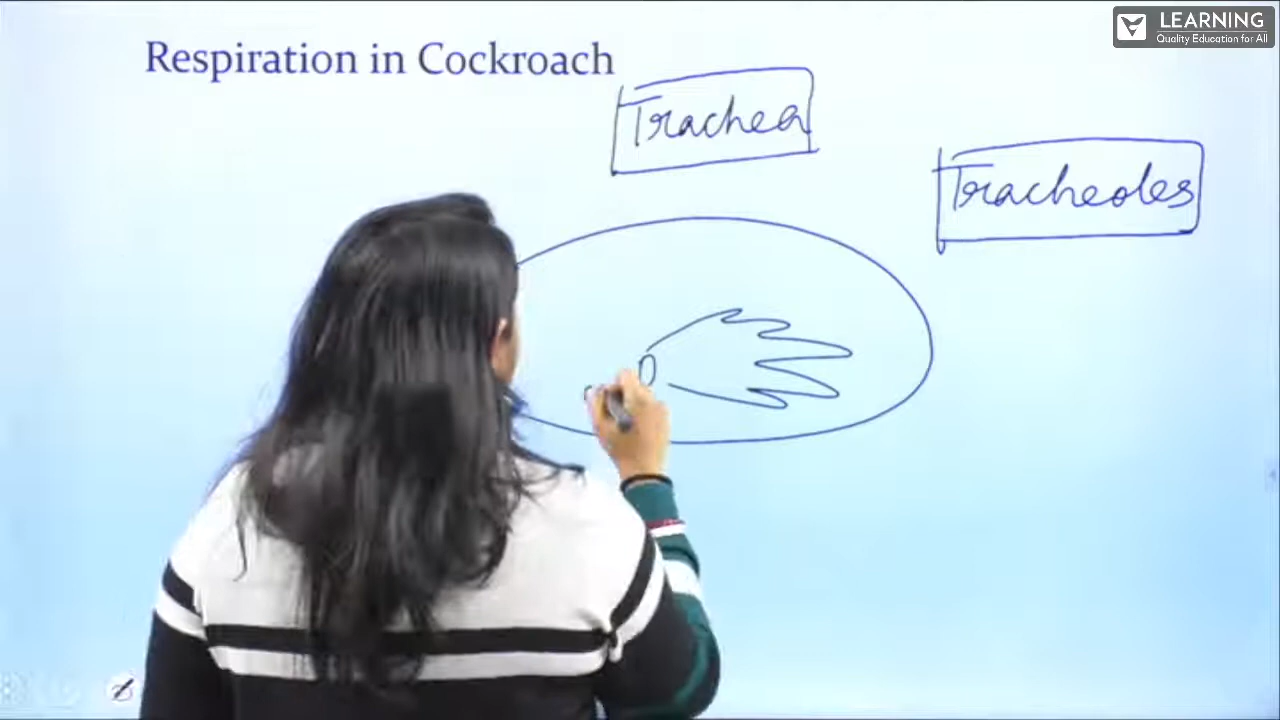 LEARNING
Quality Education for All
Respiration in Cockroach
Trachea
Tracheoles